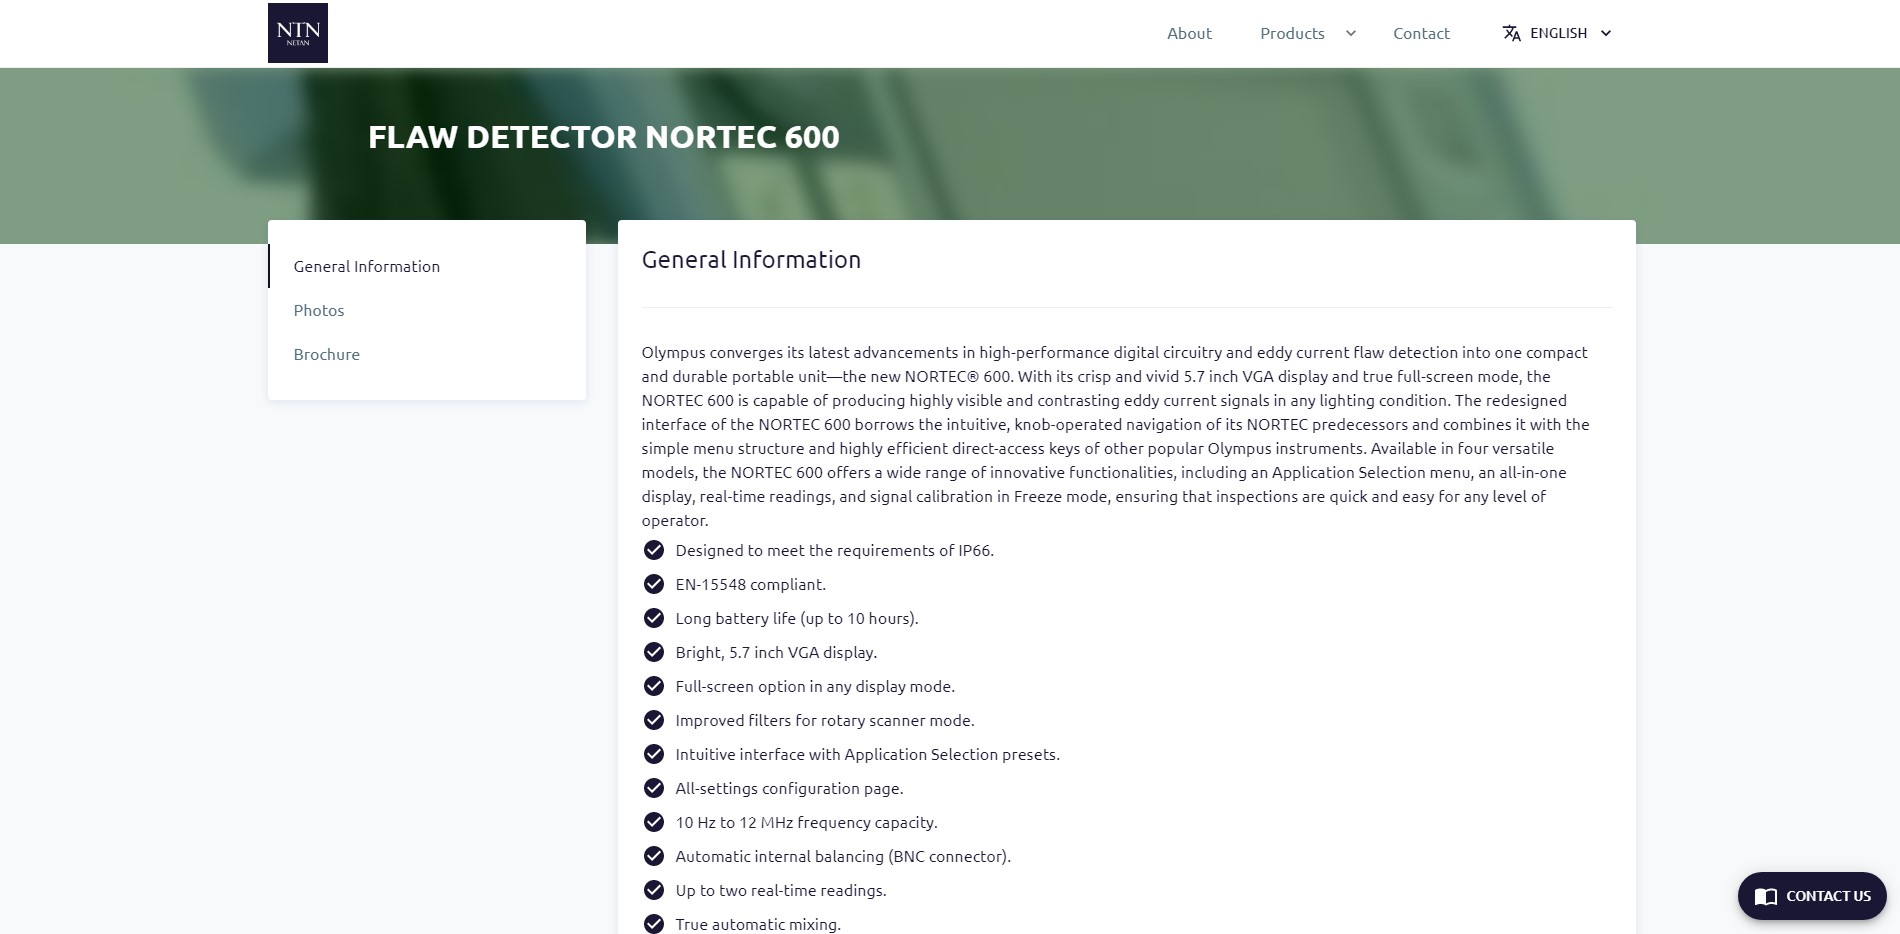 NTN
NETAN
About
Products
Contact
ENGLISH
FLAW DETECTOR NORTEC 600
General Information
Photos
Brochure
General Information
Olympus converges its latest advancements in high-performance digital circuitry and eddy current flaw detection into one compact
and durable portable unit—the new NORTEC® 600. With its crisp and vivid 5.7 inch VGA display and true full-screen mode, the
NORTEC 600 is capable of producing highly visible and contrasting eddy current signals in any lighting condition. The redesigned
interface of the NORTEC 600 borrows the intuitive, knob-operated navigation of its NORTEC predecessors and combines it with the
simple menu structure and highly efficient direct-access keys of other popular Olympus instruments. Available in four versatile
models, the NORTEC 600 offers a wide range of innovative functionalities, including an Application Selection menu, an all-in-one
display, real-time readings, and signal calibration in Freeze mode, ensuring that inspections are quick and easy for any level of
operator.
Designed to meet the requirements of IP66.
EN-15548 compliant.
Long battery life (up to 10 hours).
Bright, 5.7 inch VGA display.
Full-screen option in any display mode.
Improved filters for rotary scanner mode.
Intuitive interface with Application Selection presets.
All-settings configuration page.
10 Hz to 12 MHz frequency capacity.
Automatic internal balancing (BNC connector).
Up to two real-time readings.
True automatic mixing.
CONTACT US